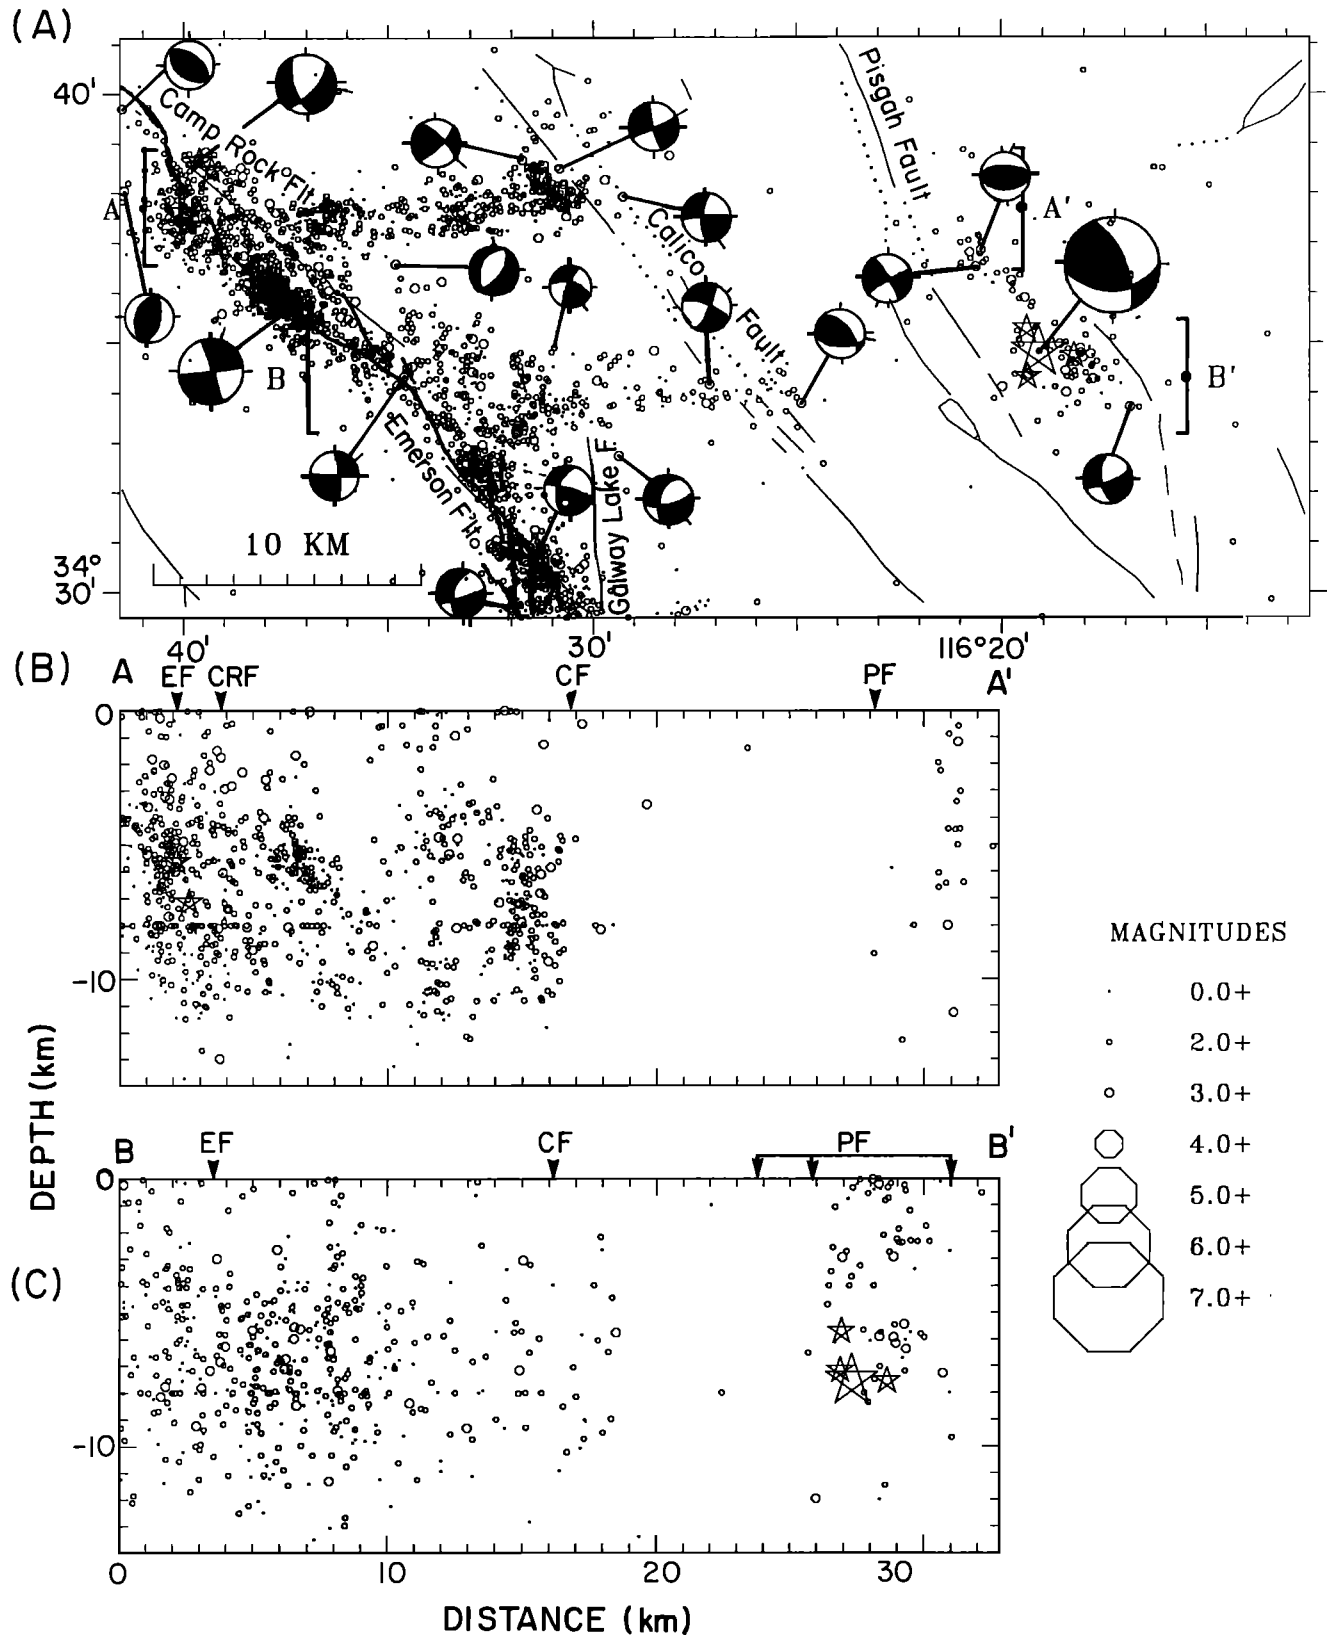 (A)
40'
Camp Rock Flt
Pisgah Fault
A
A'
Calico Fault
B
B'
Emerson Flt
Galway Lake F.
10 KM
34°
30'
40'
30'
116°20'
(B)
A
EF
CRF
CF
PF
A'
0
-10
MAGNITUDES
0.0+
2.0+
3.0+
4.0+
5.0+
6.0+
7.0+
DEPTH (km)
(C)
B
EF
CF
PF
B'
0
-10
0
10
20
30
DISTANCE (km)